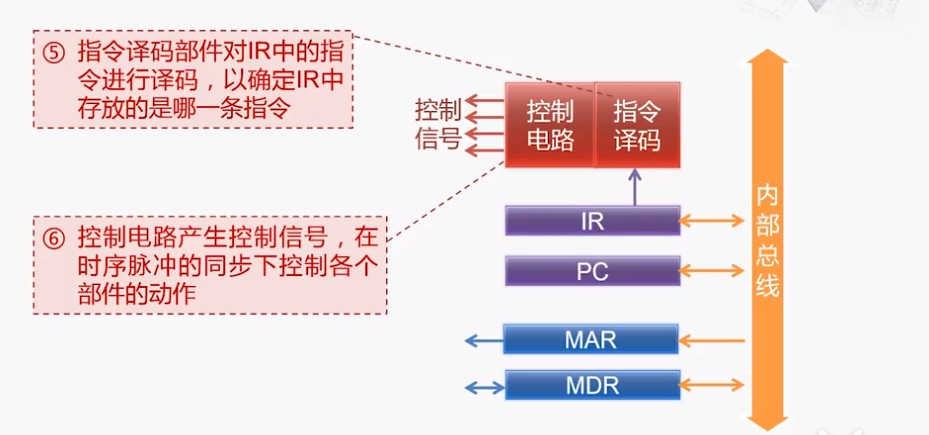 ⑤ 指令译码部件对IR中的指
令进行译码，以确定IR中
存放的是哪一条指令
控制
信号
控制
电路
指令
译码
⑥ 控制电路产生控制信号，在
时序脉冲的同步下控制各个
部件的动作
IR
PC
MAR
MDR
内
部
总
线